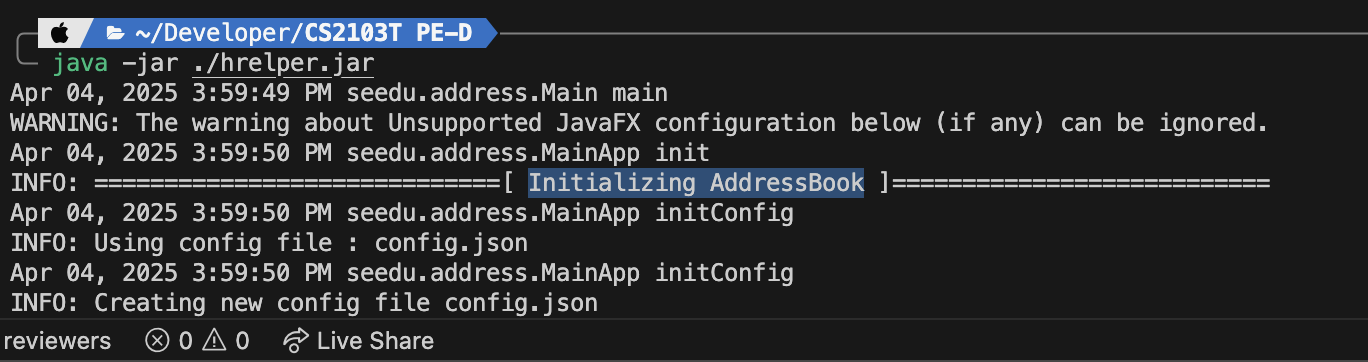 ~/Developer/CS2103T PE-D
java -jar ./hrelper.jar
Apr 04, 2025 3:59:49 PM seedu.address.Main main
WARNING: The warning about Unsupported JavaFX configuration below (if any) can be ignored.
Apr 04, 2025 3:59:50 PM seedu.address.MainApp init
INFO: =============================[ Initializing AddressBook ]===========================
Apr 04, 2025 3:59:50 PM seedu.address.MainApp initConfig
INFO: Using config file : config.json
Apr 04, 2025 3:59:50 PM seedu.address.MainApp initConfig
INFO: Creating new config file config.json
reviewers 0 0 Live Share